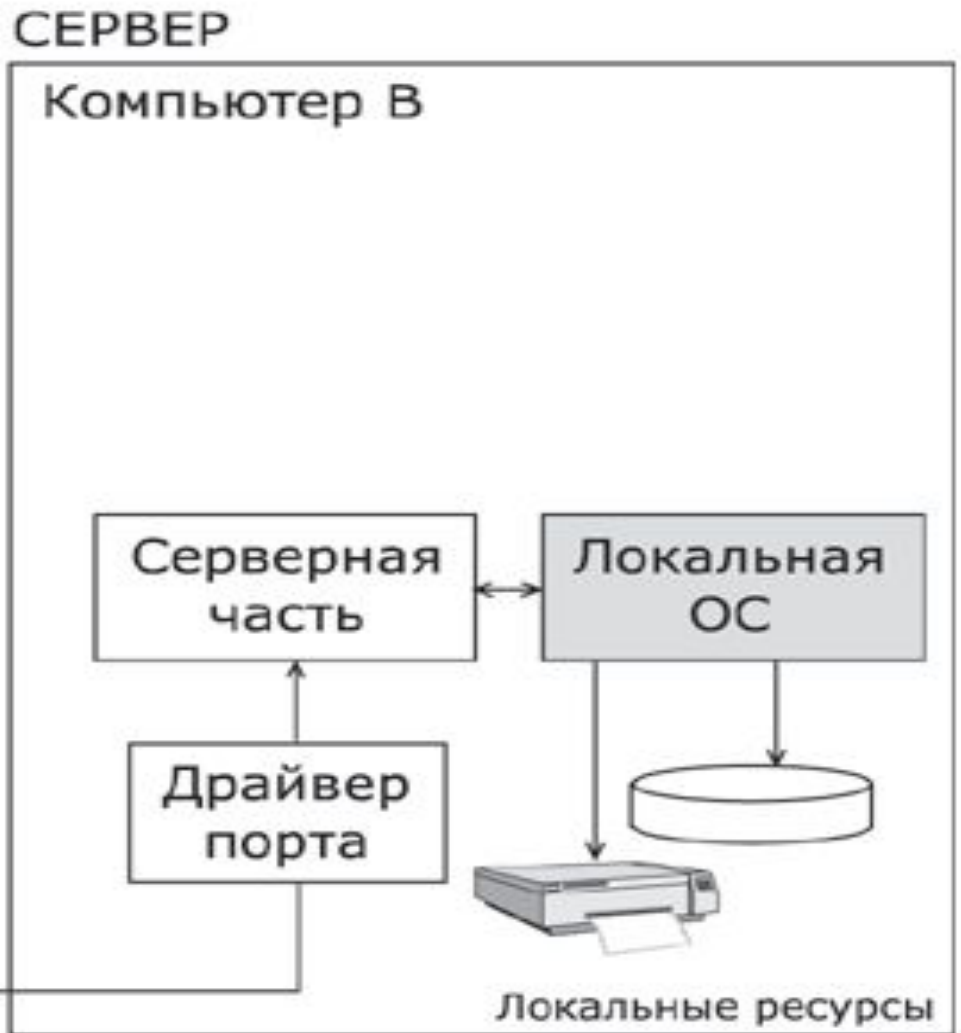 СЕРВЕР
Компьютер В
Серверная
часть
Локальная
ОС
Драйвер
порта
Локальные ресурсы